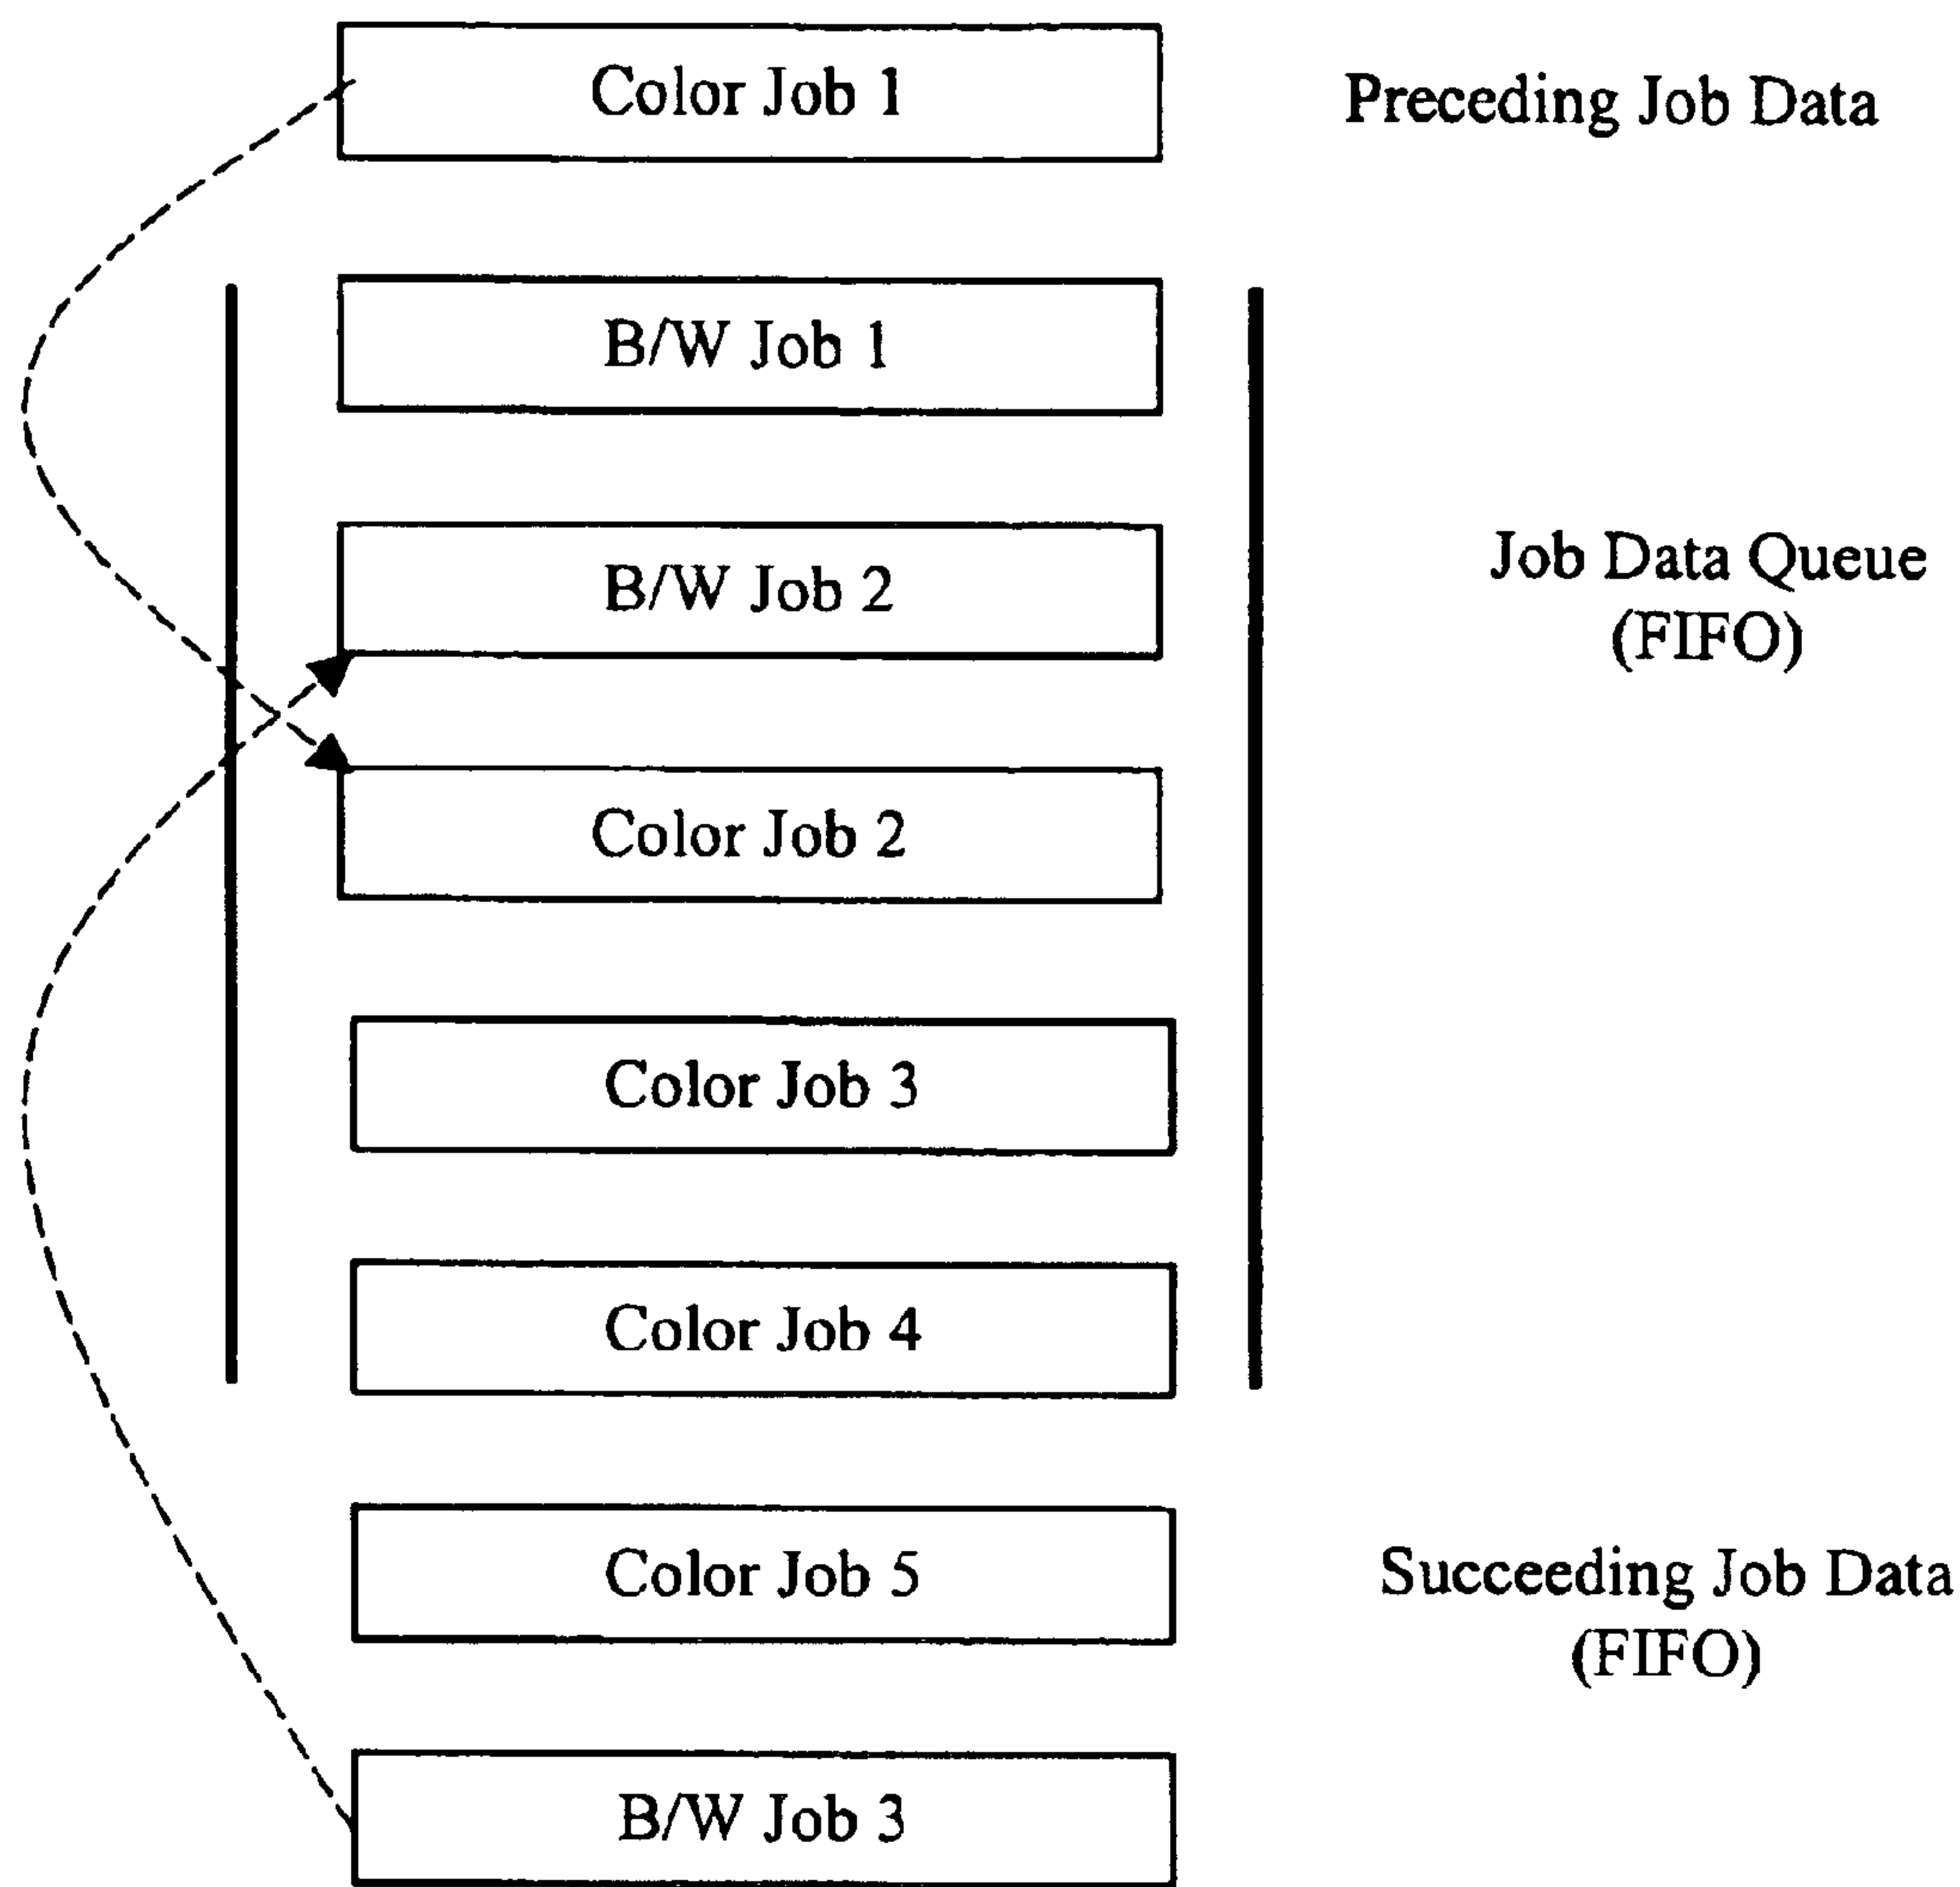 Color Job 1
Preceding Job Data
B/W Job 1
B/W Job 2
Job Data Queue
(FIFO)
Color Job 2
Color Job 3
Color Job 4
Color Job 5
Succeeding Job Data
(FIFO)
B/W Job 3